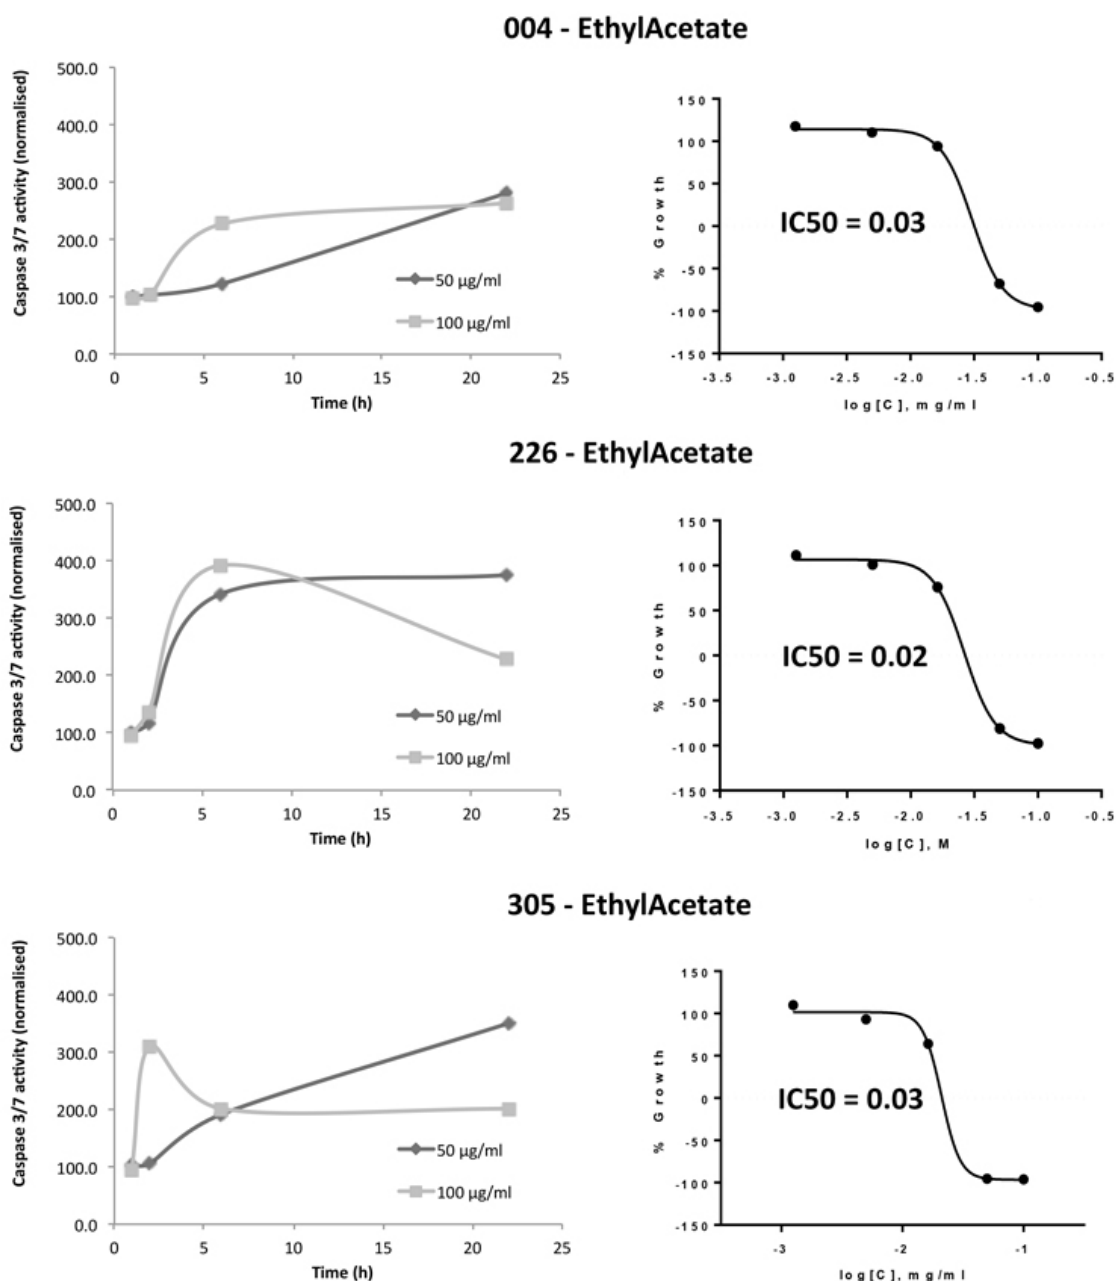 004 - EthylAcetate
Caspase 3/7 activity (normalised)
500.0
400.0
300.0
200.0
100.0
0.0
0 5 10 15 20 25
Time (h)
50 µg/ml
100 µg/ml
% Growth
150
100
50
0
-50
-100
-150
IC50 = 0.03
-3.5 -3.0 -2.5 -2.0 -1.5 -1.0 -0.5
log[C], mg/ml
226 - EthylAcetate
Caspase 3/7 activity (normalised)
500.0
400.0
300.0
200.0
100.0
0.0
0 5 10 15 20 25
Time (h)
50 µg/ml
100 µg/ml
% Growth
150
100
50
0
-50
-100
-150
IC50 = 0.02
-3.5 -3.0 -2.5 -2.0 -1.5 -1.0 -0.5
log[C], M
305 - EthylAcetate
Caspase 3/7 activity (normalised)
500.0
400.0
300.0
200.0
100.0
0.0
0 5 10 15 20 25
Time (h)
50 µg/ml
100 µg/ml
% Growth
150
100
50
0
-50
-100
-150
IC50 = 0.03
-3 -2 -1
log[C], mg/ml